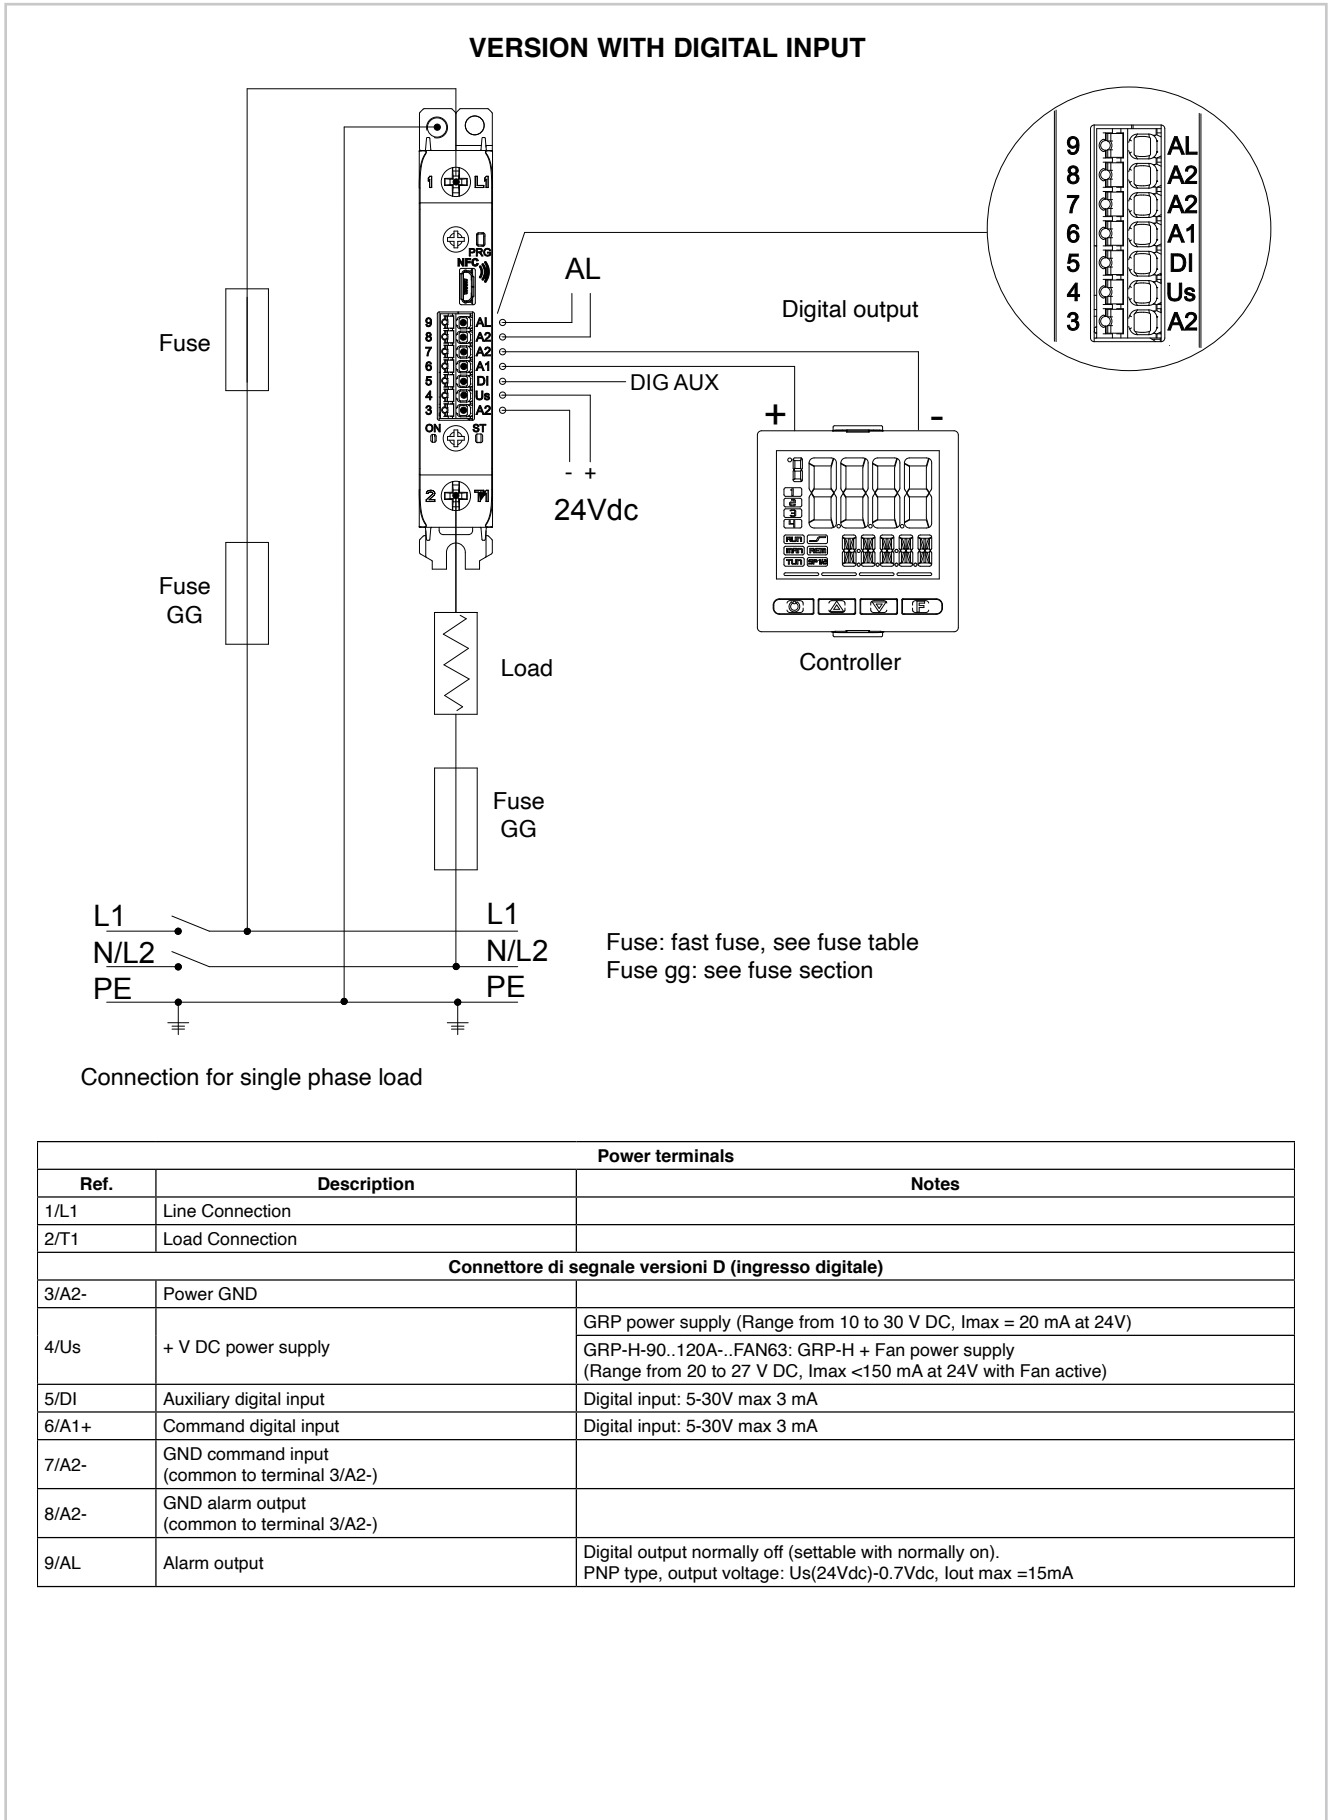 VERSION WITH DIGITAL INPUT
9 AL
8 A2
7 A2
6 A1
5 DI
4 Us
3 A2
1 L1
PRG
NFC
AL
Digital output
Fuse
9 AL
8 A2
7 A2
6 A1
5 DI
4 Us
3 A2
DIG AUX
+ -
ON ST
- +
24Vdc
2 T1
1
2
3
4
RUN
MAN REM
TUN SP1/2
F
Fuse
GG
Load
Controller
Fuse
GG
L1 L1
N/L2 N/L2
PE PE
Fuse: fast fuse, see fuse table
Fuse gg: see fuse section
Connection for single phase load
Power terminals
Ref. Description Notes
1/L1 Line Connection
2/T1 Load Connection
Connettore di segnale versioni D (ingresso digitale)
3/A2- Power GND
4/Us + V DC power supply GRP power supply (Range from 10 to 30 V DC, Imax = 20 mA at 24V)
GRP-H-90..120A-..FAN63: GRP-H + Fan power supply
(Range from 20 to 27 V DC, Imax <150 mA at 24V with Fan active)
5/DI Auxiliary digital input Digital input: 5-30V max 3 mA
6/A1+ Command digital input Digital input: 5-30V max 3 mA
7/A2- GND command input
(common to terminal 3/A2-)
8/A2- GND alarm output
(common to terminal 3/A2-)
9/AL Alarm output Digital output normally off (settable with normally on).
PNP type, output voltage: Us(24Vdc)-0.7Vdc, Iout max =15mA